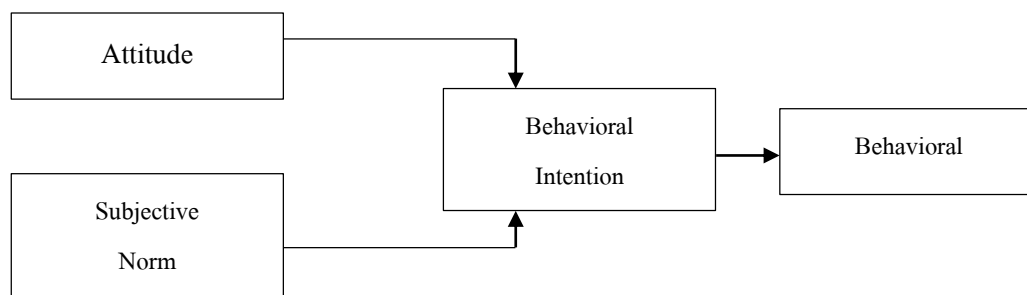 Attitude
Behavioral
Intention
Behavioral
Subjective
Norm